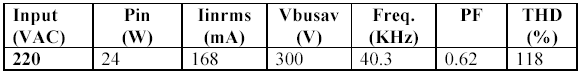 Input Pin Iinrms Vbusav Freq. PF THD
(VAC) (W) (mA) (V) (KHz) (%)
220 24 168 300 40.3 0.62 118